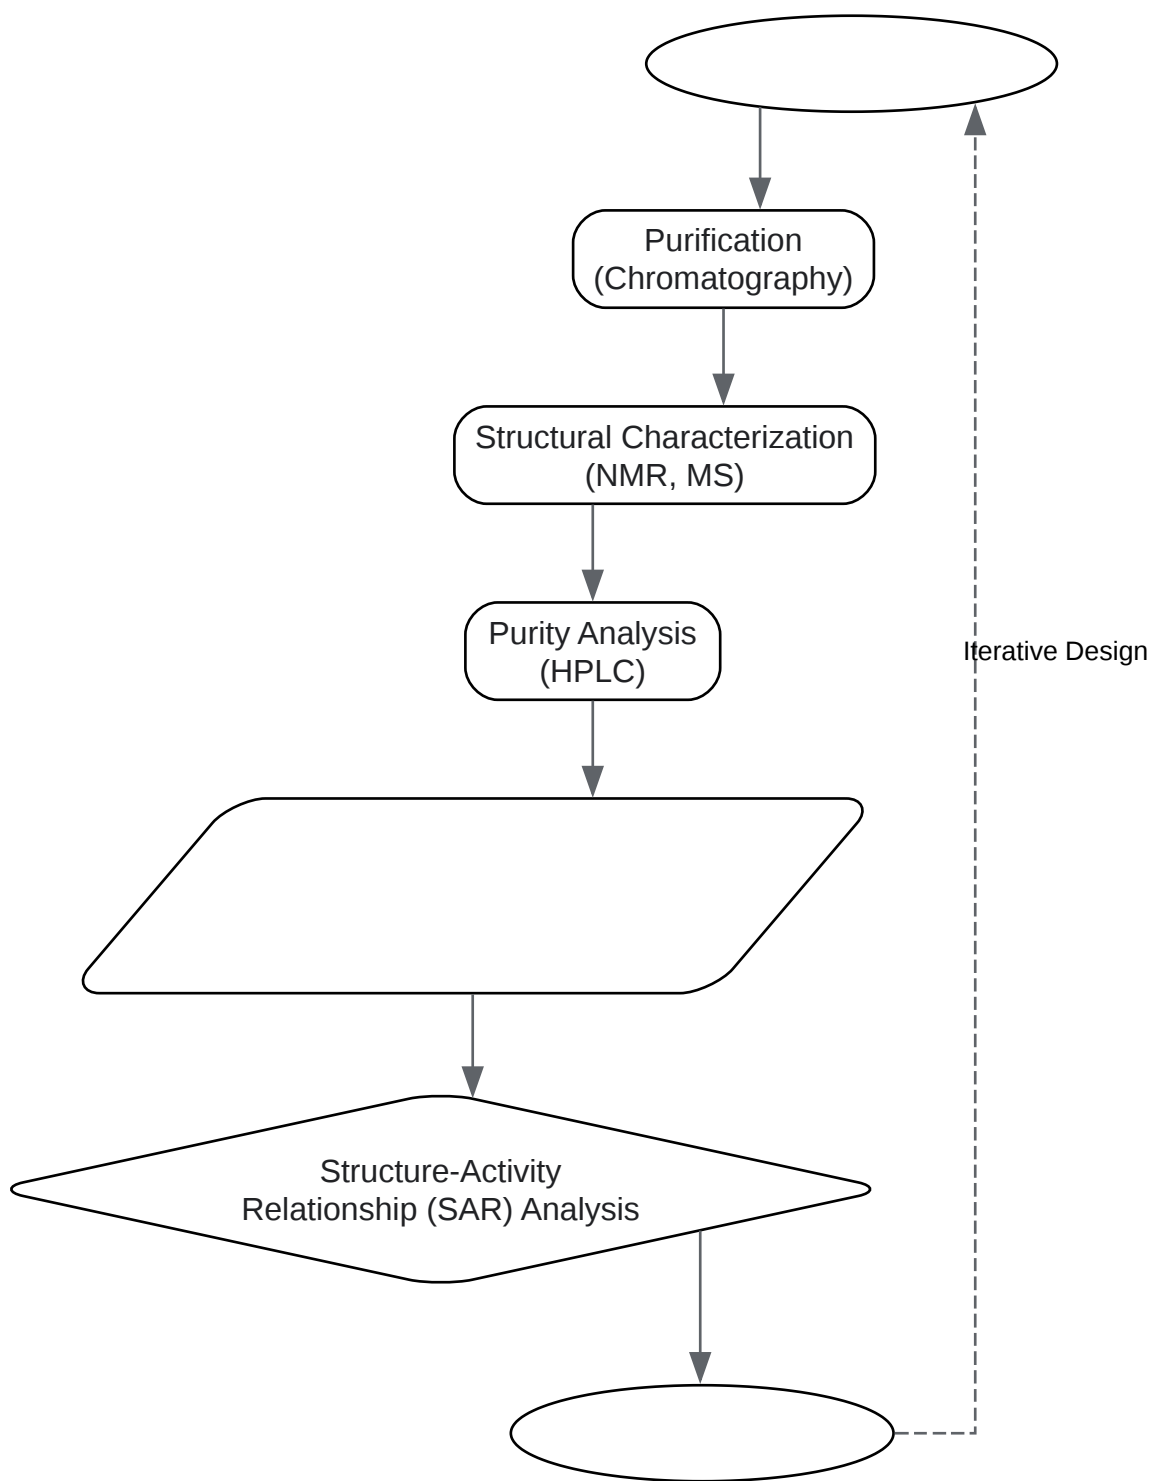 Purification
(Chromatography)
Structural Characterization
(NMR, MS)
Purity Analysis
(HPLC)
Iterative Design
Structure-Activity
Relationship (SAR) Analysis